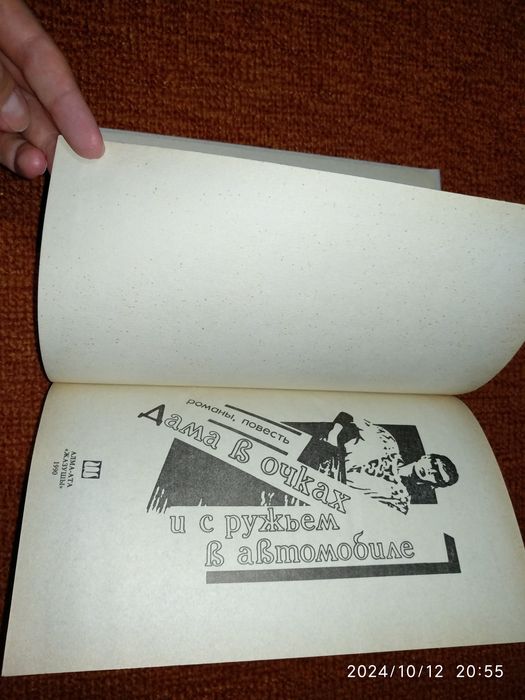 романы, повесть
Дама в очках
и с ружьем
в автомобиле
АЛМА-АТА
«ЖАЗУШЫ»
1990
2024/10/12 20:55